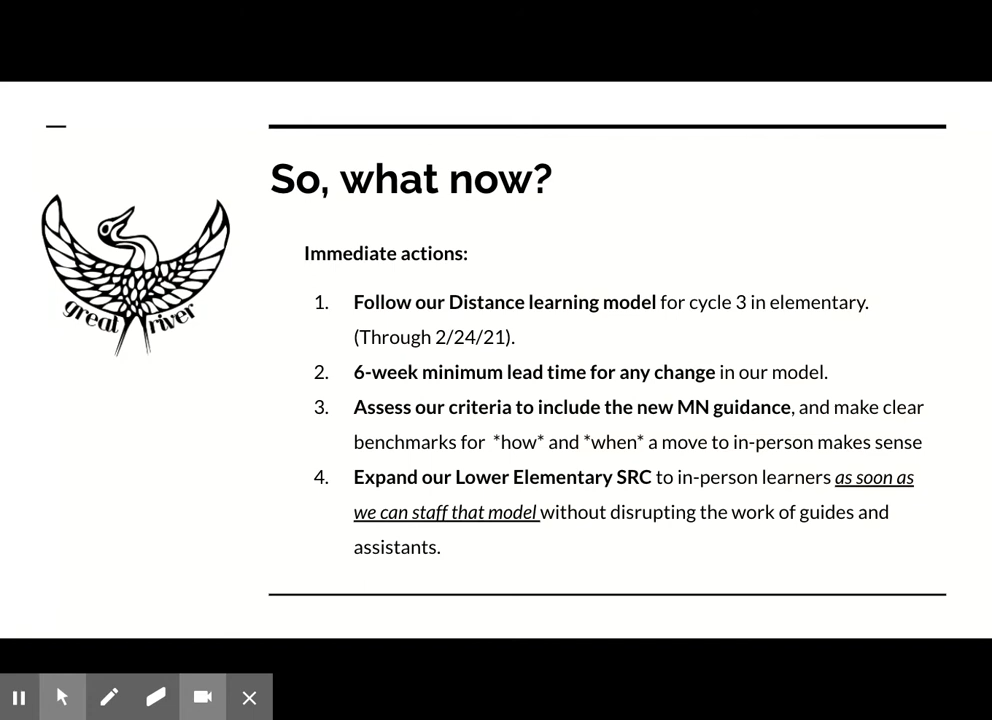 So, what now?
great river
Immediate actions:
1. Follow our Distance learning model for cycle 3 in elementary.
(Through 2/24/21).
2. 6-week minimum lead time for any change in our model.
3. Assess our criteria to include the new MN guidance, and make clear
benchmarks for *how* and *when* a move to in-person makes sense
4. Expand our Lower Elementary SRC to in-person learners as soon as
we can staff that model without disrupting the work of guides and
assistants.